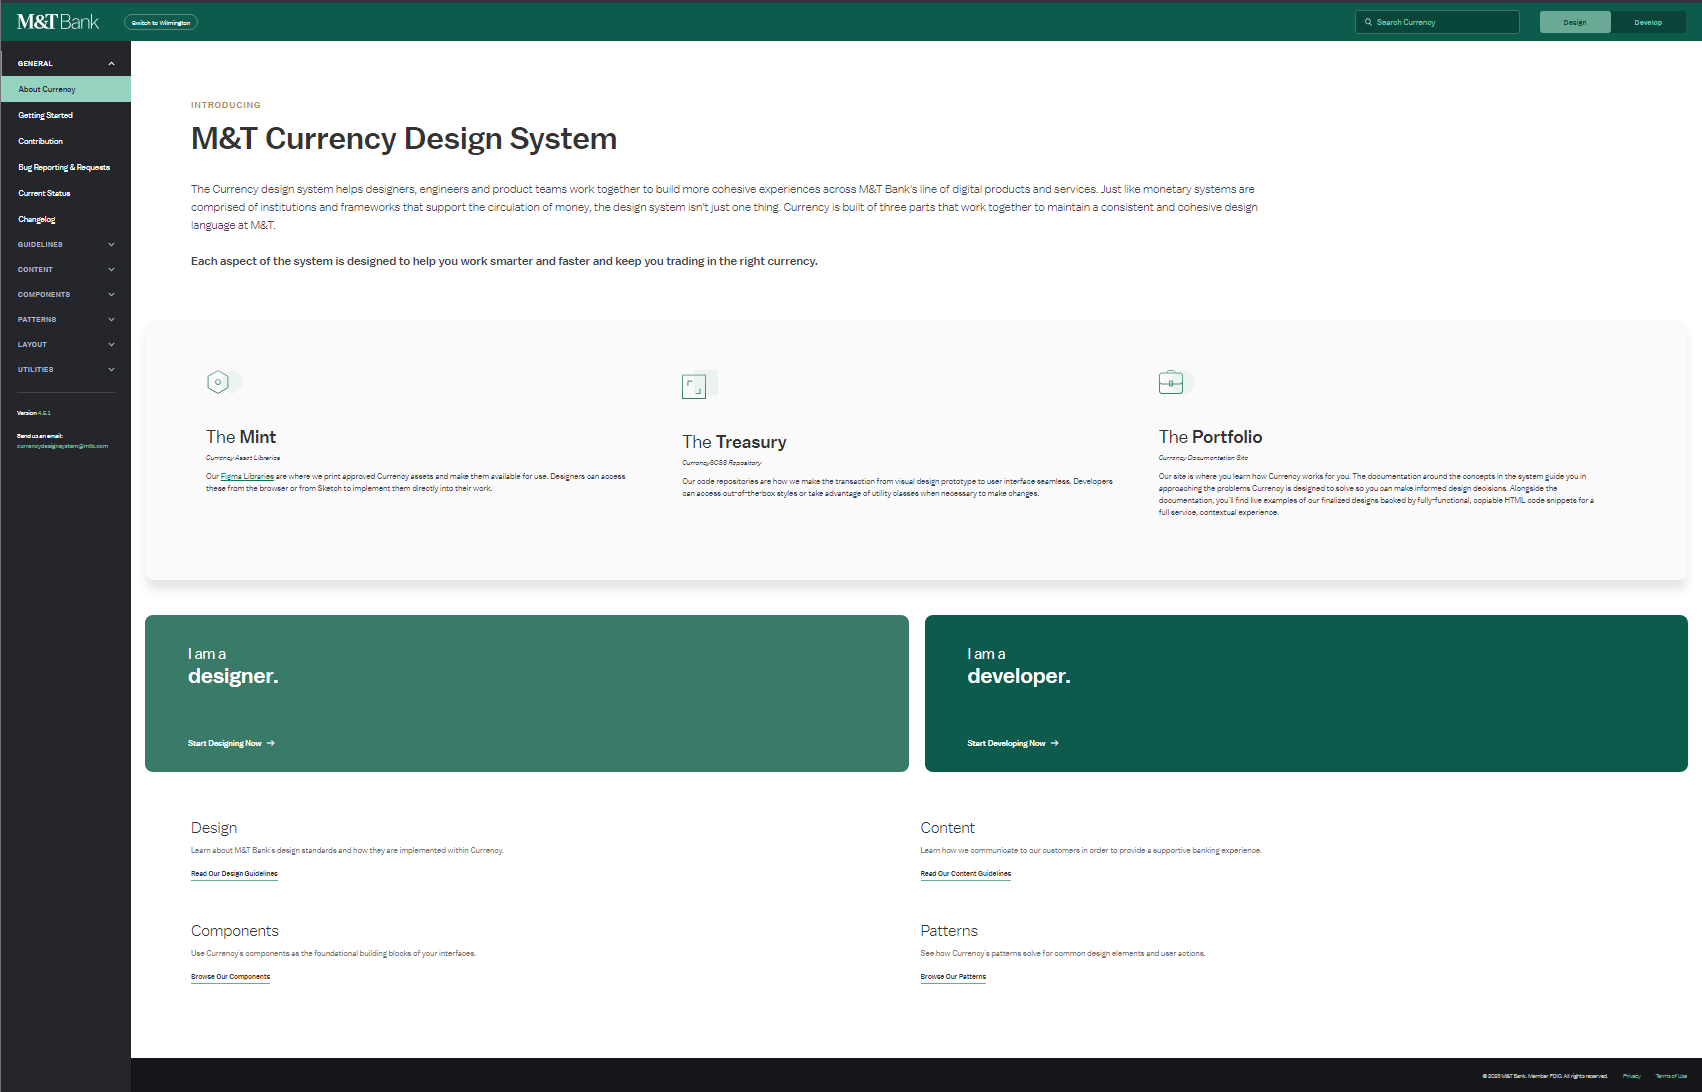 M&T Bank
Switch to Wilmington
Search Currency
Design
Develop
GENERAL
About Currency
Getting Started
Contribution
Bug Reporting & Requests
Current Status
Changelog
GUIDELINES
CONTENT
COMPONENTS
PATTERNS
LAYOUT
UTILITIES
Version 4.5.1
Send us an email:
currencydesignsystem@mtb.com
INTRODUCING
M&T Currency Design System
The Currency design system helps designers, engineers and product teams work together to build more cohesive experiences across M&T Bank's line of digital products and services. Just like monetary systems are
comprised of institutions and frameworks that support the circulation of money, the design system isn't just one thing. Currency is built of three parts that work together to maintain a consistent and cohesive design
language at M&T.
Each aspect of the system is designed to help you work smarter and faster and keep you trading in the right currency.
The Mint
Currency Asset Libraries
Our Figma Libraries are where we print approved Currency assets and make them available for use. Designers can access
these from the browser or from Sketch to implement them directly into their work.
The Treasury
CurrencySCSS Repository
Our code repositories are how we make the transaction from visual design prototype to user interface seamless. Developers
can access out-of-the-box styles or take advantage of utility classes when necessary to make changes.
The Portfolio
Currency Documentation Site
Our site is where you learn how Currency works for you. The documentation around the concepts in the system guide you in
approaching the problems Currency is designed to solve so you can make informed design decisions. Alongside the
documentation, you'll find live examples of our finalized designs backed by fully-functional, copiable HTML code snippets for a
full service, contextual experience.
I am a
designer.
Start Designing Now →
I am a
developer.
Start Developing Now →
Design
Learn about M&T Bank's design standards and how they are implemented within Currency.
Read Our Design Guidelines
Content
Learn how we communicate to our customers in order to provide a supportive banking experience.
Read Our Content Guidelines
Components
Use Currency's components as the foundational building blocks of your interfaces.
Browse Our Components
Patterns
See how Currency's patterns solve for common design elements and user actions.
Browse Our Patterns
© 2023 M&T Bank. Member FDIC. All rights reserved.
Privacy
Terms of Use